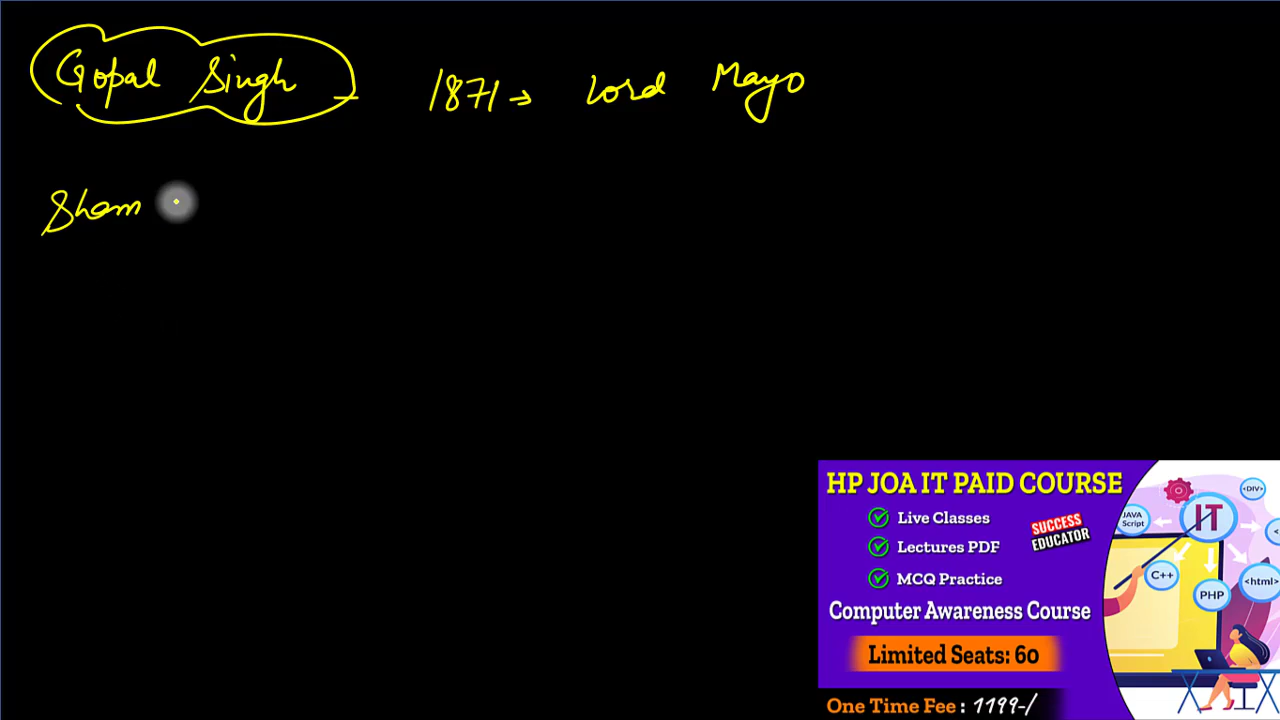 Gopal Singh 1871 → Lord Mayo
Sham
HP JOA IT PAID COURSE
Live Classes
Lectures PDF
MCQ Practice
SUCCESS
EDUCATOR
Computer Awareness Course
Limited Seats: 60
One Time Fee : 1199-/
<DIV>
JAVA
Script
IT
C++
PHP
<html>